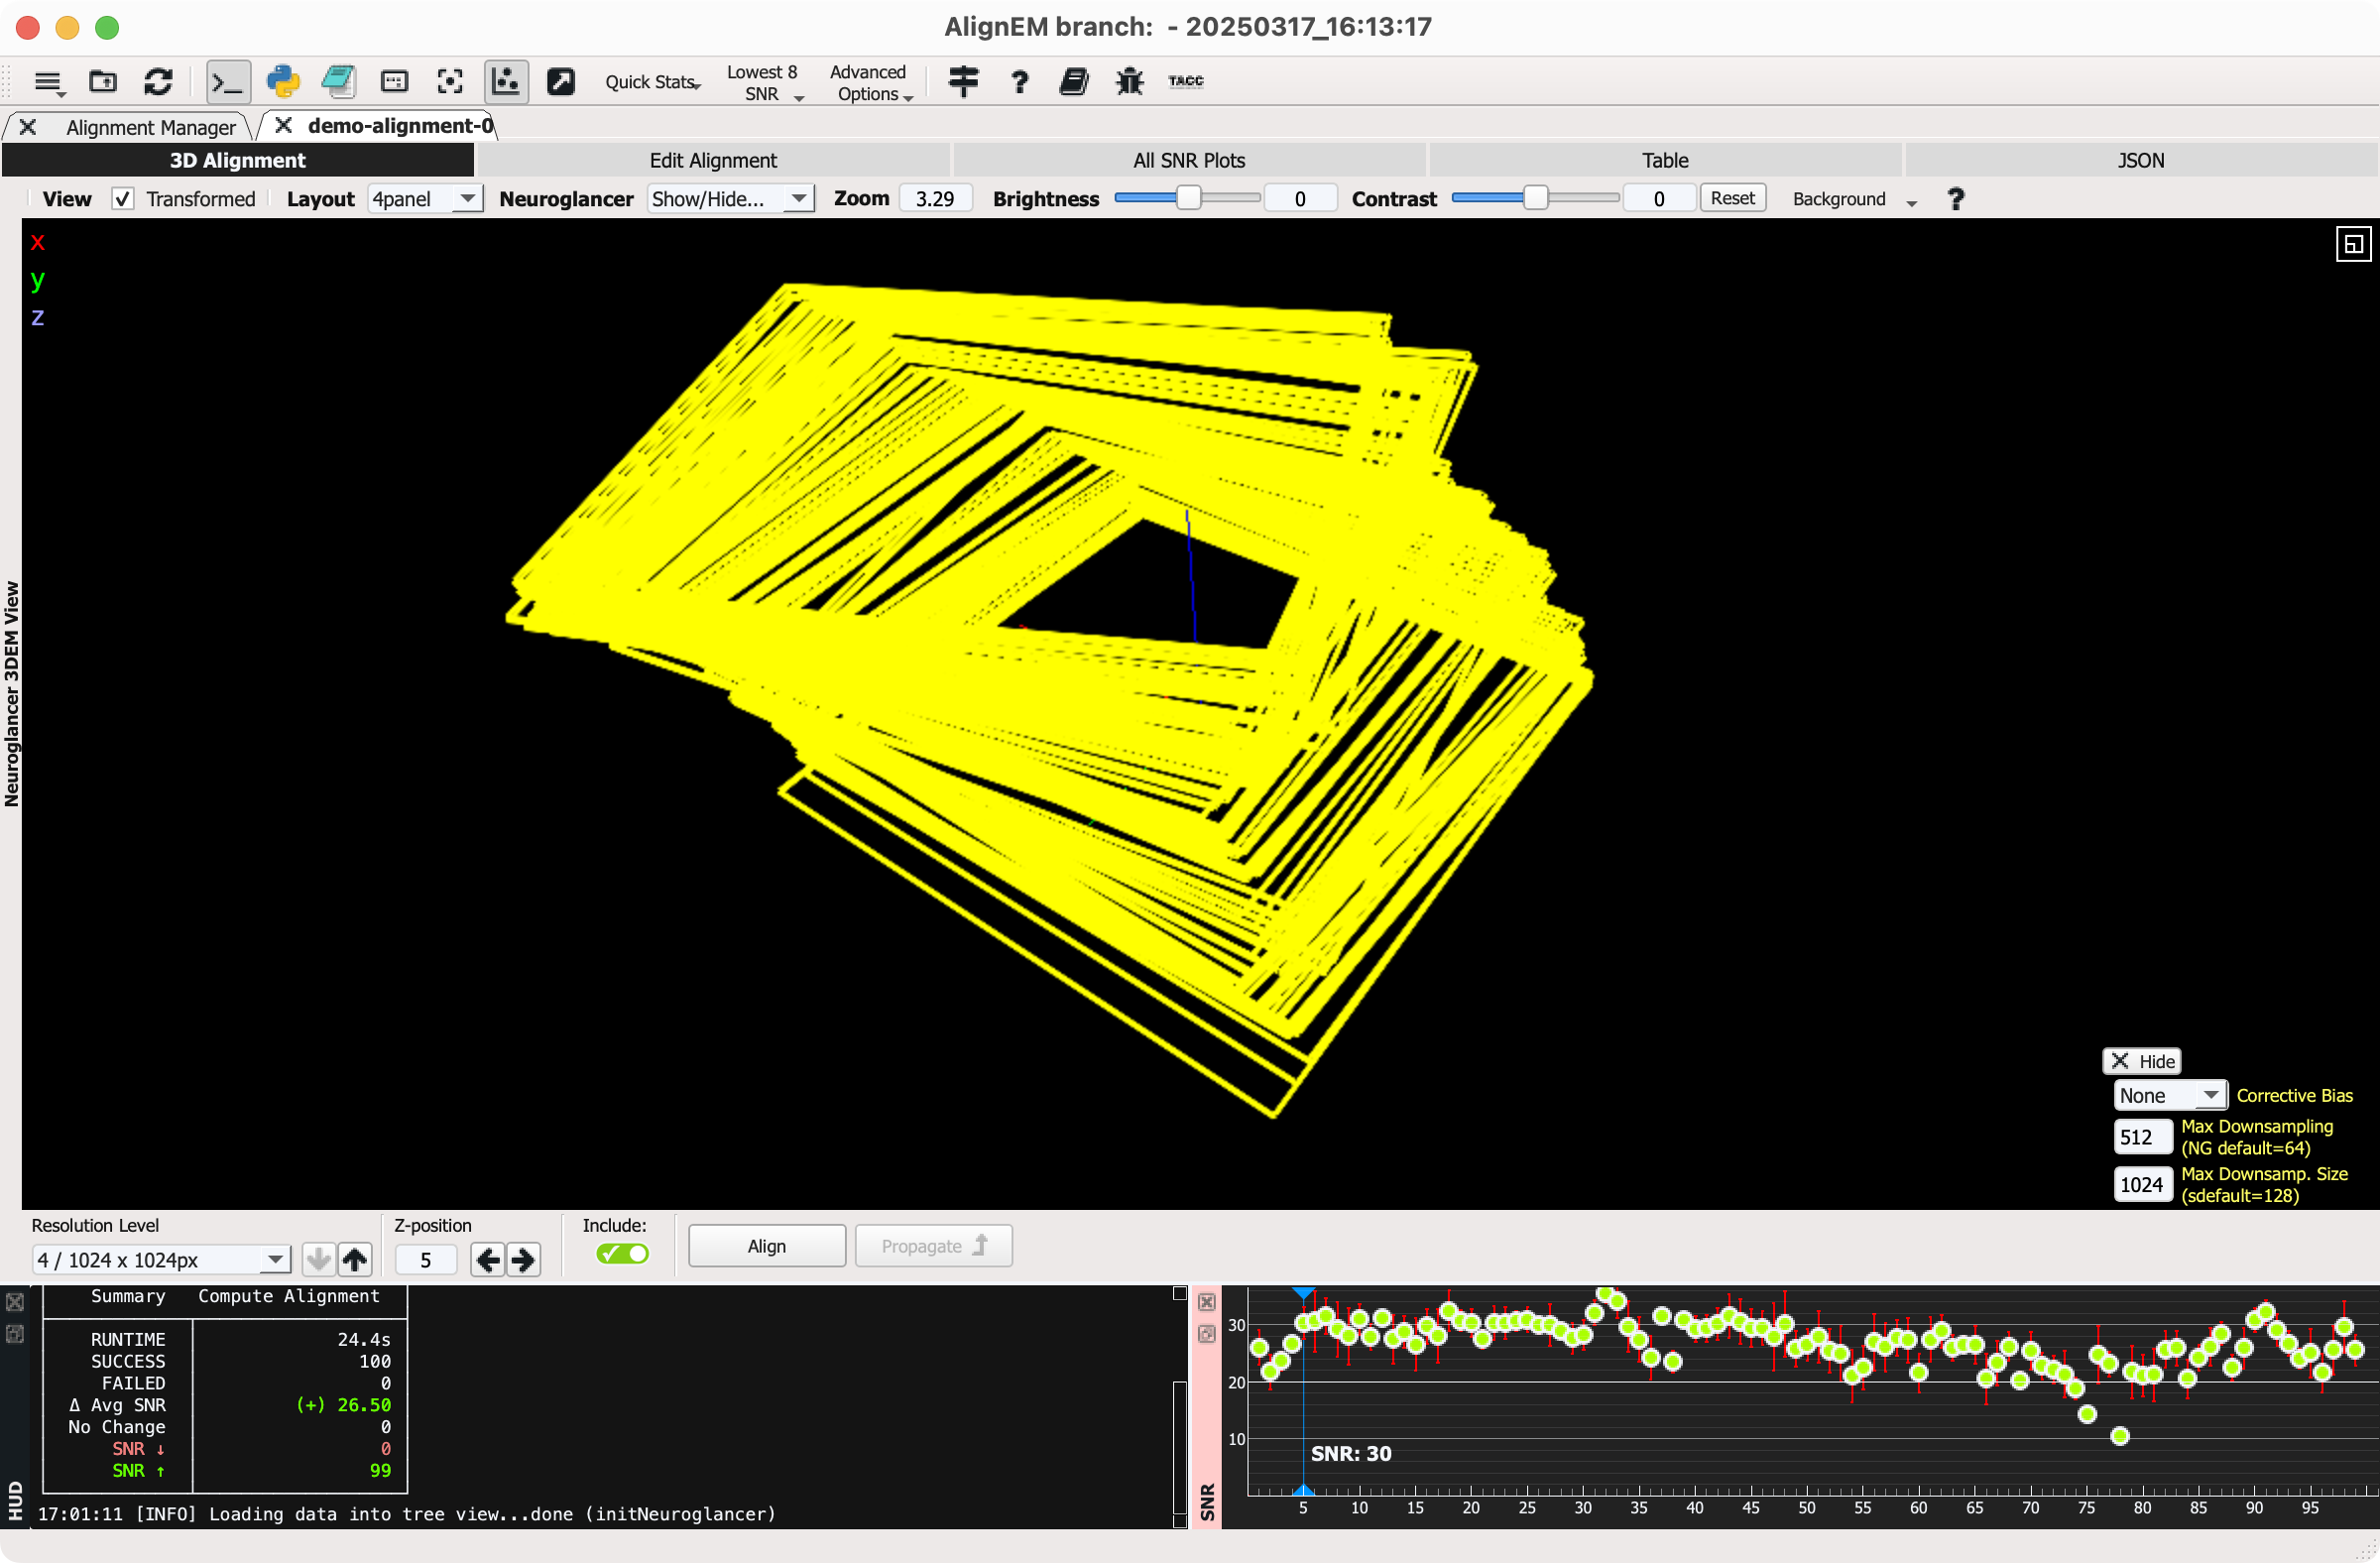 AlignEM branch:  - 20250317_16:13:17
Quick Stats
Lowest 8
SNR
Advanced
Options
?
TACC
Alignment Manager
demo-alignment-0
3D Alignment
Edit Alignment
All SNR Plots
Table
JSON
View
Transformed
Layout
4panel
Neuroglancer
Show/Hide...
Zoom
3.29
Brightness
0
Contrast
0
Reset
Background
?
x
y
z
Neuroglancer 3DEM View
Hide
None
Corrective Bias
512
Max Downsampling
(NG default=64)
1024
Max Downsamp. Size
(sdefault=128)
Resolution Level
4 / 1024 x 1024px
Z-position
5
Include:
Align
Propagate
HUD
Summary Compute Alignment
RUNTIME 24.4s
SUCCESS 100
FAILED 0
Δ Avg SNR (+) 26.50
No Change 0
SNR ↓ 0
SNR ↑ 99
17:01:11 [INFO] Loading data into tree view...done (initNeuroglancer)
SNR
30
20
10
SNR: 30
5 10 15 20 25 30 35 40 45 50 55 60 65 70 75 80 85 90 95